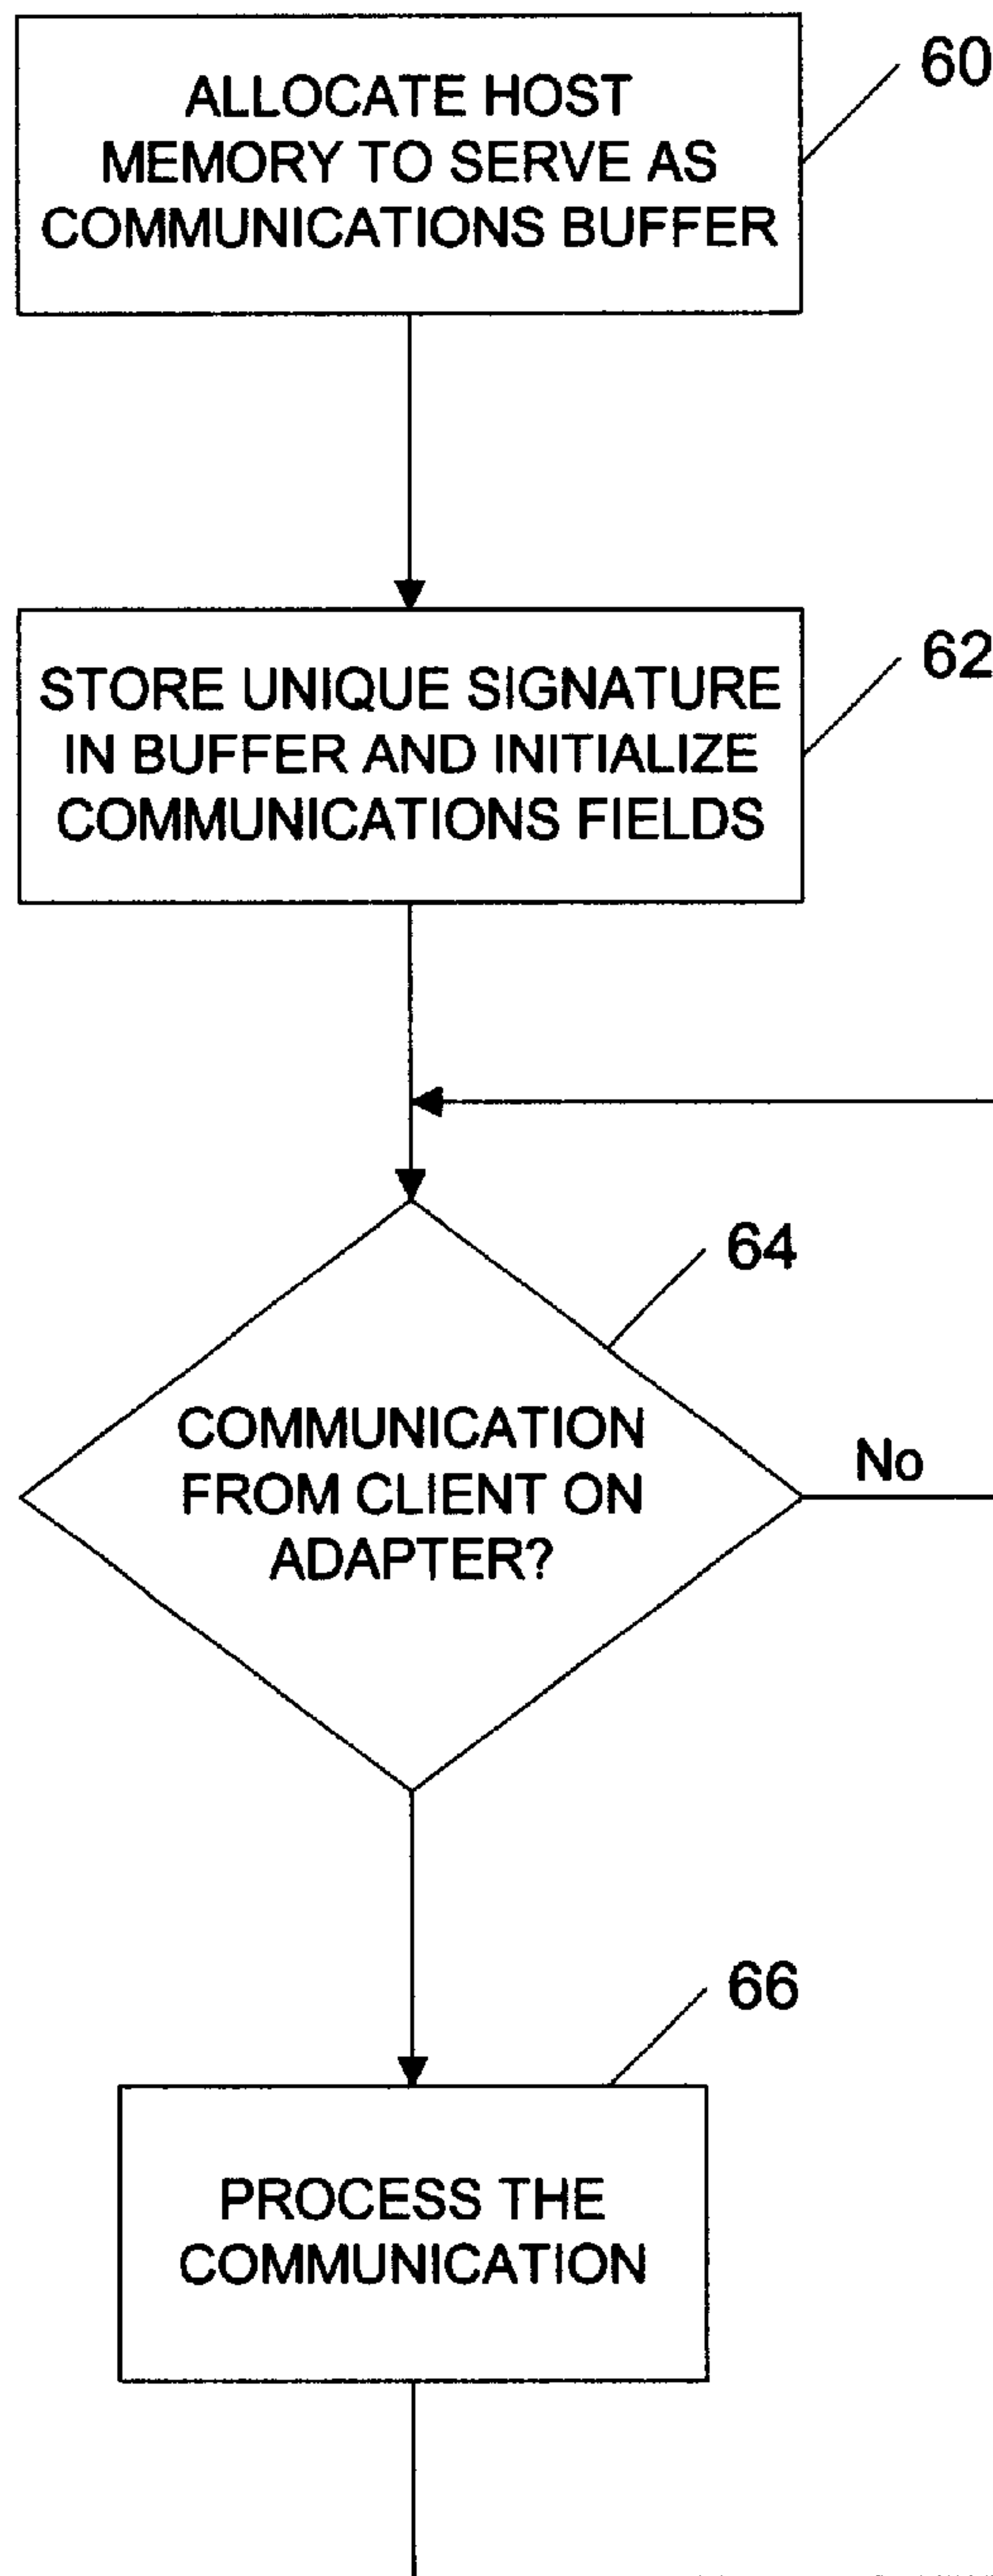 ALLOCATE HOST
MEMORY TO SERVE AS
COMMUNICATIONS BUFFER
60
STORE UNIQUE SIGNATURE
IN BUFFER AND INITIALIZE
COMMUNICATIONS FIELDS
62
64
COMMUNICATION
FROM CLIENT ON
ADAPTER?
No
66
PROCESS THE
COMMUNICATION